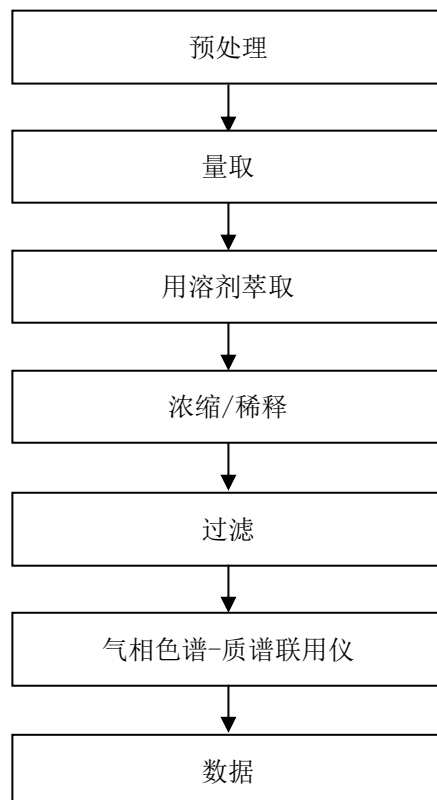 预处理
量取
用溶剂萃取
浓缩/稀释
过滤
气相色谱-质谱联用仪
数据